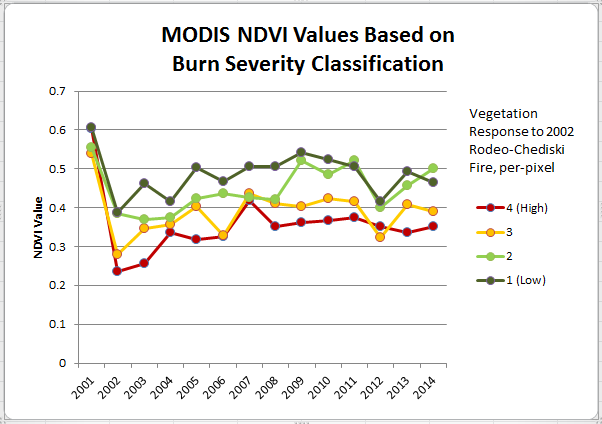 MODIS NDVI Values Based on
Burn Severity Classification
0.7
0.6
0.5
0.4
0.3
0.2
0.1
0
NDVI Value
2001
2002
2003
2004
2005
2006
2007
2008
2009
2010
2011
2012
2013
2014
Vegetation
Response to 2002
Rodeo-Chediski
Fire, per-pixel
4 (High)
3
2
1 (Low)